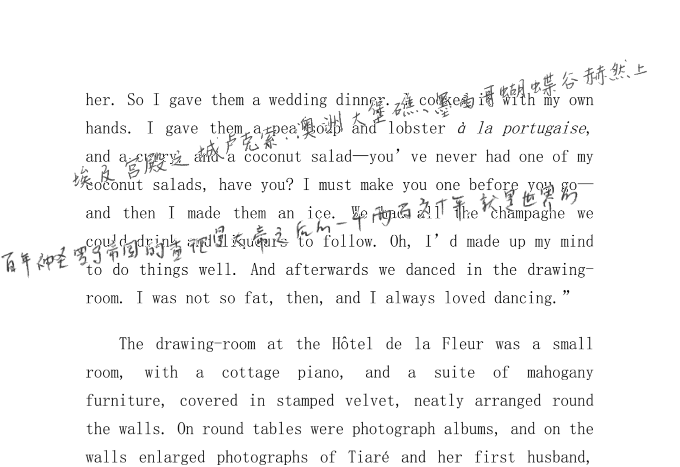 her. So I gave them a wedding dinner. I cooked it with my own
hands. I gave them a pea-soup and lobster à la portugaise,
and a curry, and a coconut salad—you’ve never had one of my
coconut salads, have you? I must make you one before you go—
and then I made them an ice. We had all the champagne we
could drink and liqueurs to follow. Oh, I’d made up my mind
to do things well. And afterwards we danced in the drawing-
room. I was not so fat, then, and I always loved dancing.”
The drawing-room at the Hôtel de la Fleur was a small
room, with a cottage piano, and a suite of mahogany
furniture, covered in stamped velvet, neatly arranged round
the walls. On round tables were photograph albums, and on the
walls enlarged photographs of Tiaré and her first husband,
埃及宫殿之城卢克索:澳洲大堡礁、墨西哥蝴蝶谷赫然上
百年神圣罗马帝国的查理曼大帝之后的一千两百五十年就是世界的